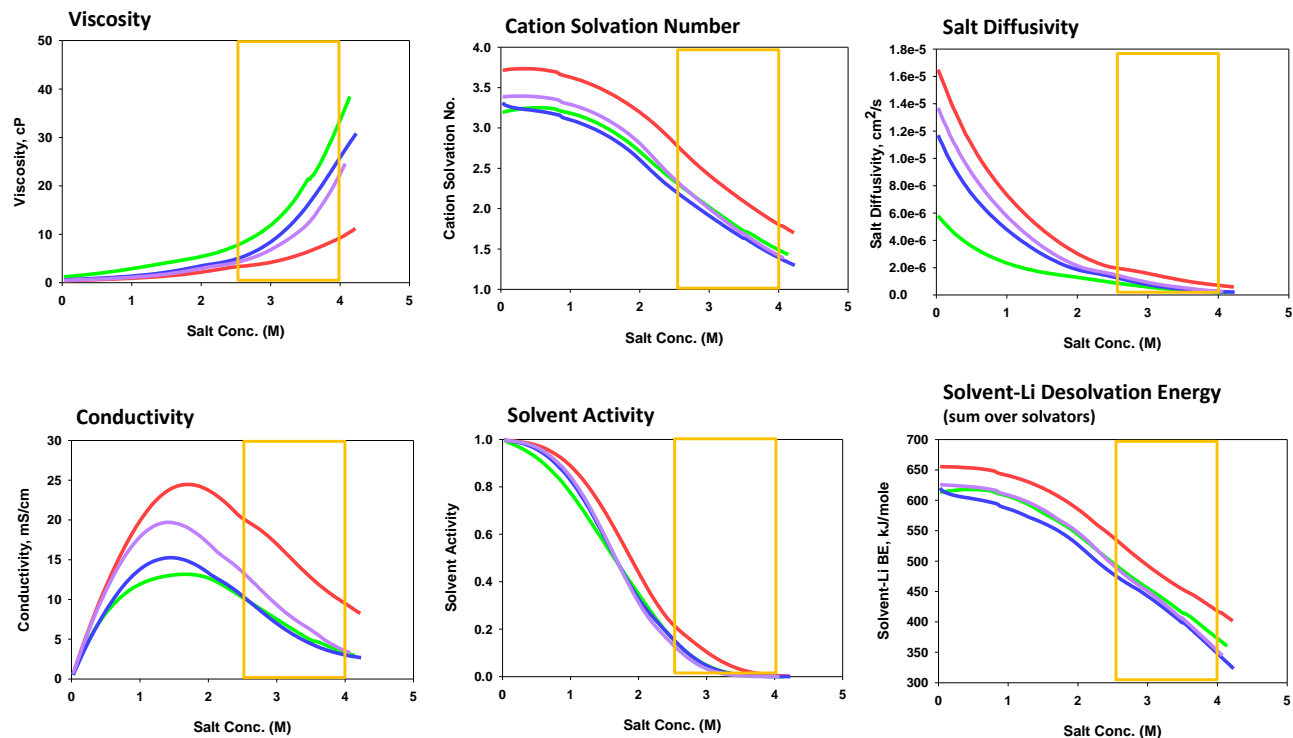 Viscosity
50
40
30
20
10
0
Viscosity, cP
0 1 2 3 4 5
Salt Conc. (M)
Cation Solvation Number
4.0
3.5
3.0
2.5
2.0
1.5
1.0
Cation Solvation No.
0 1 2 3 4 5
Salt Conc. (M)
Salt Diffusivity
1.8e-5
1.6e-5
1.4e-5
1.2e-5
1.0e-5
8.0e-6
6.0e-6
4.0e-6
2.0e-6
0.0
Salt Diffusivity, cm²/s
0 1 2 3 4 5
Salt Conc. (M)
Conductivity
30
25
20
15
10
5
0
Conductivity, mS/cm
0 1 2 3 4 5
Salt Conc. (M)
Solvent Activity
1.0
0.8
0.6
0.4
0.2
0.0
Solvent Activity
0 1 2 3 4 5
Salt Conc. (M)
Solvent-Li Desolvation Energy
(sum over solvators)
700
650
600
550
500
450
400
350
300
Solvent-Li BE, kJ/mole
0 1 2 3 4 5
Salt Conc. (M)